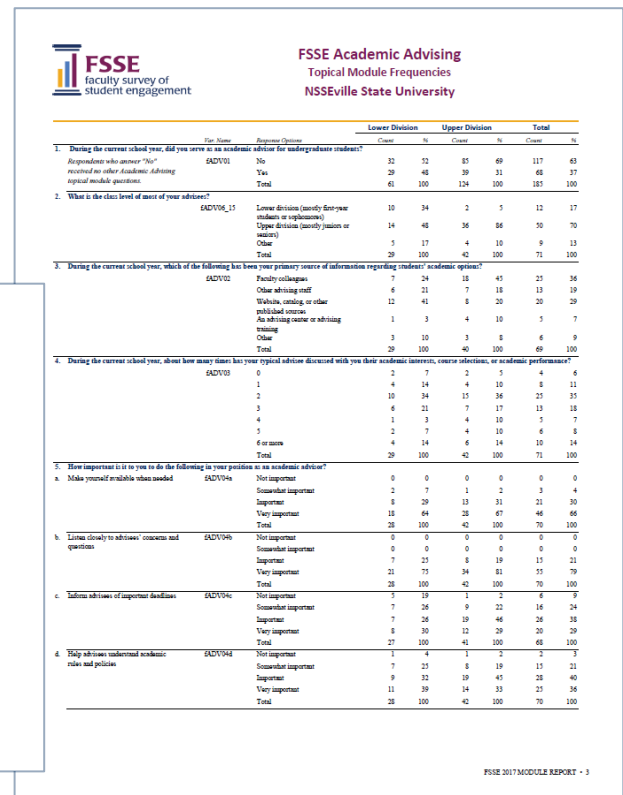 FSSE
faculty survey of
student engagement
FSSE Academic Advising
Topical Module Frequencies
NSSEville State University
Lower Division Upper Division Total
Var. Name Response Options Count % Count % Count %
1. During the current school year, did you serve as an academic advisor for undergraduate students?
Respondents who answer "No" fADV01 No 32 52 85 69 117 63
received no other Academic Advising Yes 29 48 39 31 68 37
topical module questions. Total 61 100 124 100 185 100
2. What is the class level of most of your advisees?
fADV06_15 Lower division (mostly first-year 10 34 2 5 12 17
students or sophomores)
Upper division (mostly juniors or 14 48 36 86 50 70
seniors)
Other 5 17 4 10 9 13
Total 29 100 42 100 71 100
3. During the current school year, which of the following has been your primary source of information regarding students' academic options?
fADV02 Faculty colleagues 7 24 18 45 25 36
Other advising staff 6 21 7 18 13 19
Website, catalog, or other 12 41 8 20 20 29
published sources
An advising center or advising 1 3 4 10 5 7
training
Other 3 10 3 8 6 9
Total 29 100 40 100 69 100
4. During the current school year, about how many times has your typical advisee discussed with you their academic interests, course selections, or academic performance?
fADV03 0 2 7 2 5 4 6
1 4 14 4 10 8 11
2 10 34 15 36 25 35
3 6 21 7 17 13 18
4 1 3 4 10 5 7
5 2 7 4 10 6 8
6 or more 4 14 6 14 10 14
Total 29 100 42 100 71 100
5. How important is it to you to do the following in your position as an academic advisor?
a. Make yourself available when needed fADV04a Not important 0 0 0 0 0 0
Somewhat important 2 7 1 2 3 4
Important 8 29 13 31 21 30
Very important 18 64 28 67 46 66
Total 28 100 42 100 70 100
b. Listen closely to advisees' concerns and fADV04b Not important 0 0 0 0 0 0
questions Somewhat important 0 0 0 0 0 0
Important 7 25 8 19 15 21
Very important 21 75 34 81 55 79
Total 28 100 42 100 70 100
c. Inform advisees of important deadlines fADV04c Not important 5 19 1 2 6 9
Somewhat important 7 26 9 22 16 24
Important 7 26 19 46 26 38
Very important 8 30 12 29 20 29
Total 27 100 41 100 68 100
d. Help advisees understand academic fADV04d Not important 1 4 1 2 2 3
rules and policies Somewhat important 7 25 8 19 15 21
Important 9 32 19 45 28 40
Very important 11 39 14 33 25 36
Total 28 100 42 100 70 100
FSSE 2017 MODULE REPORT • 3